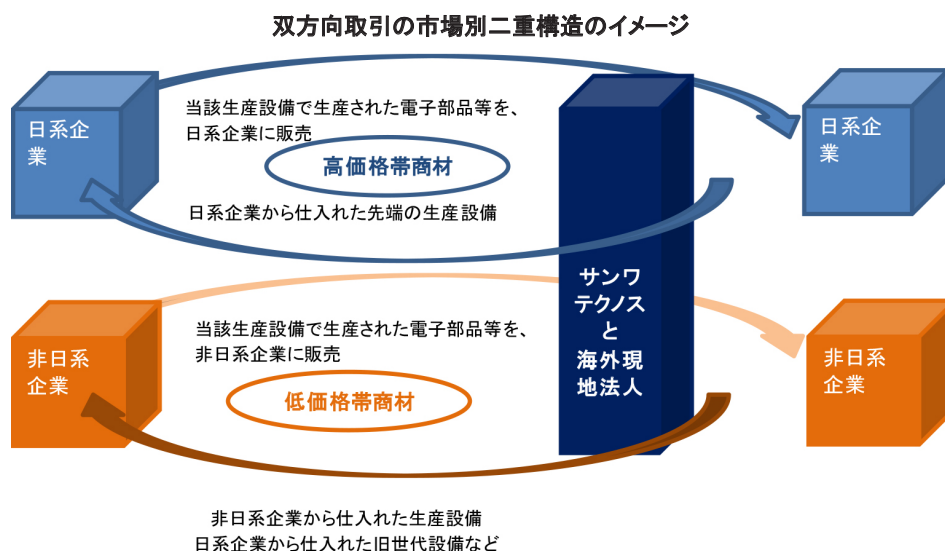 双方向取引の市場別二重構造のイメージ
日系企
業
当該生産設備で生産された電子部品等を、
日系企業に販売
高価格帯商材
日系企業から仕入れた先端の生産設備
日系企
業
サンワ
テクノス
と
海外現
地法人
非日系
企業
当該生産設備で生産された電子部品等を、
非日系企業に販売
低価格帯商材
非日系
企業
非日系企業から仕入れた生産設備
日系企業から仕入れた旧世代設備など